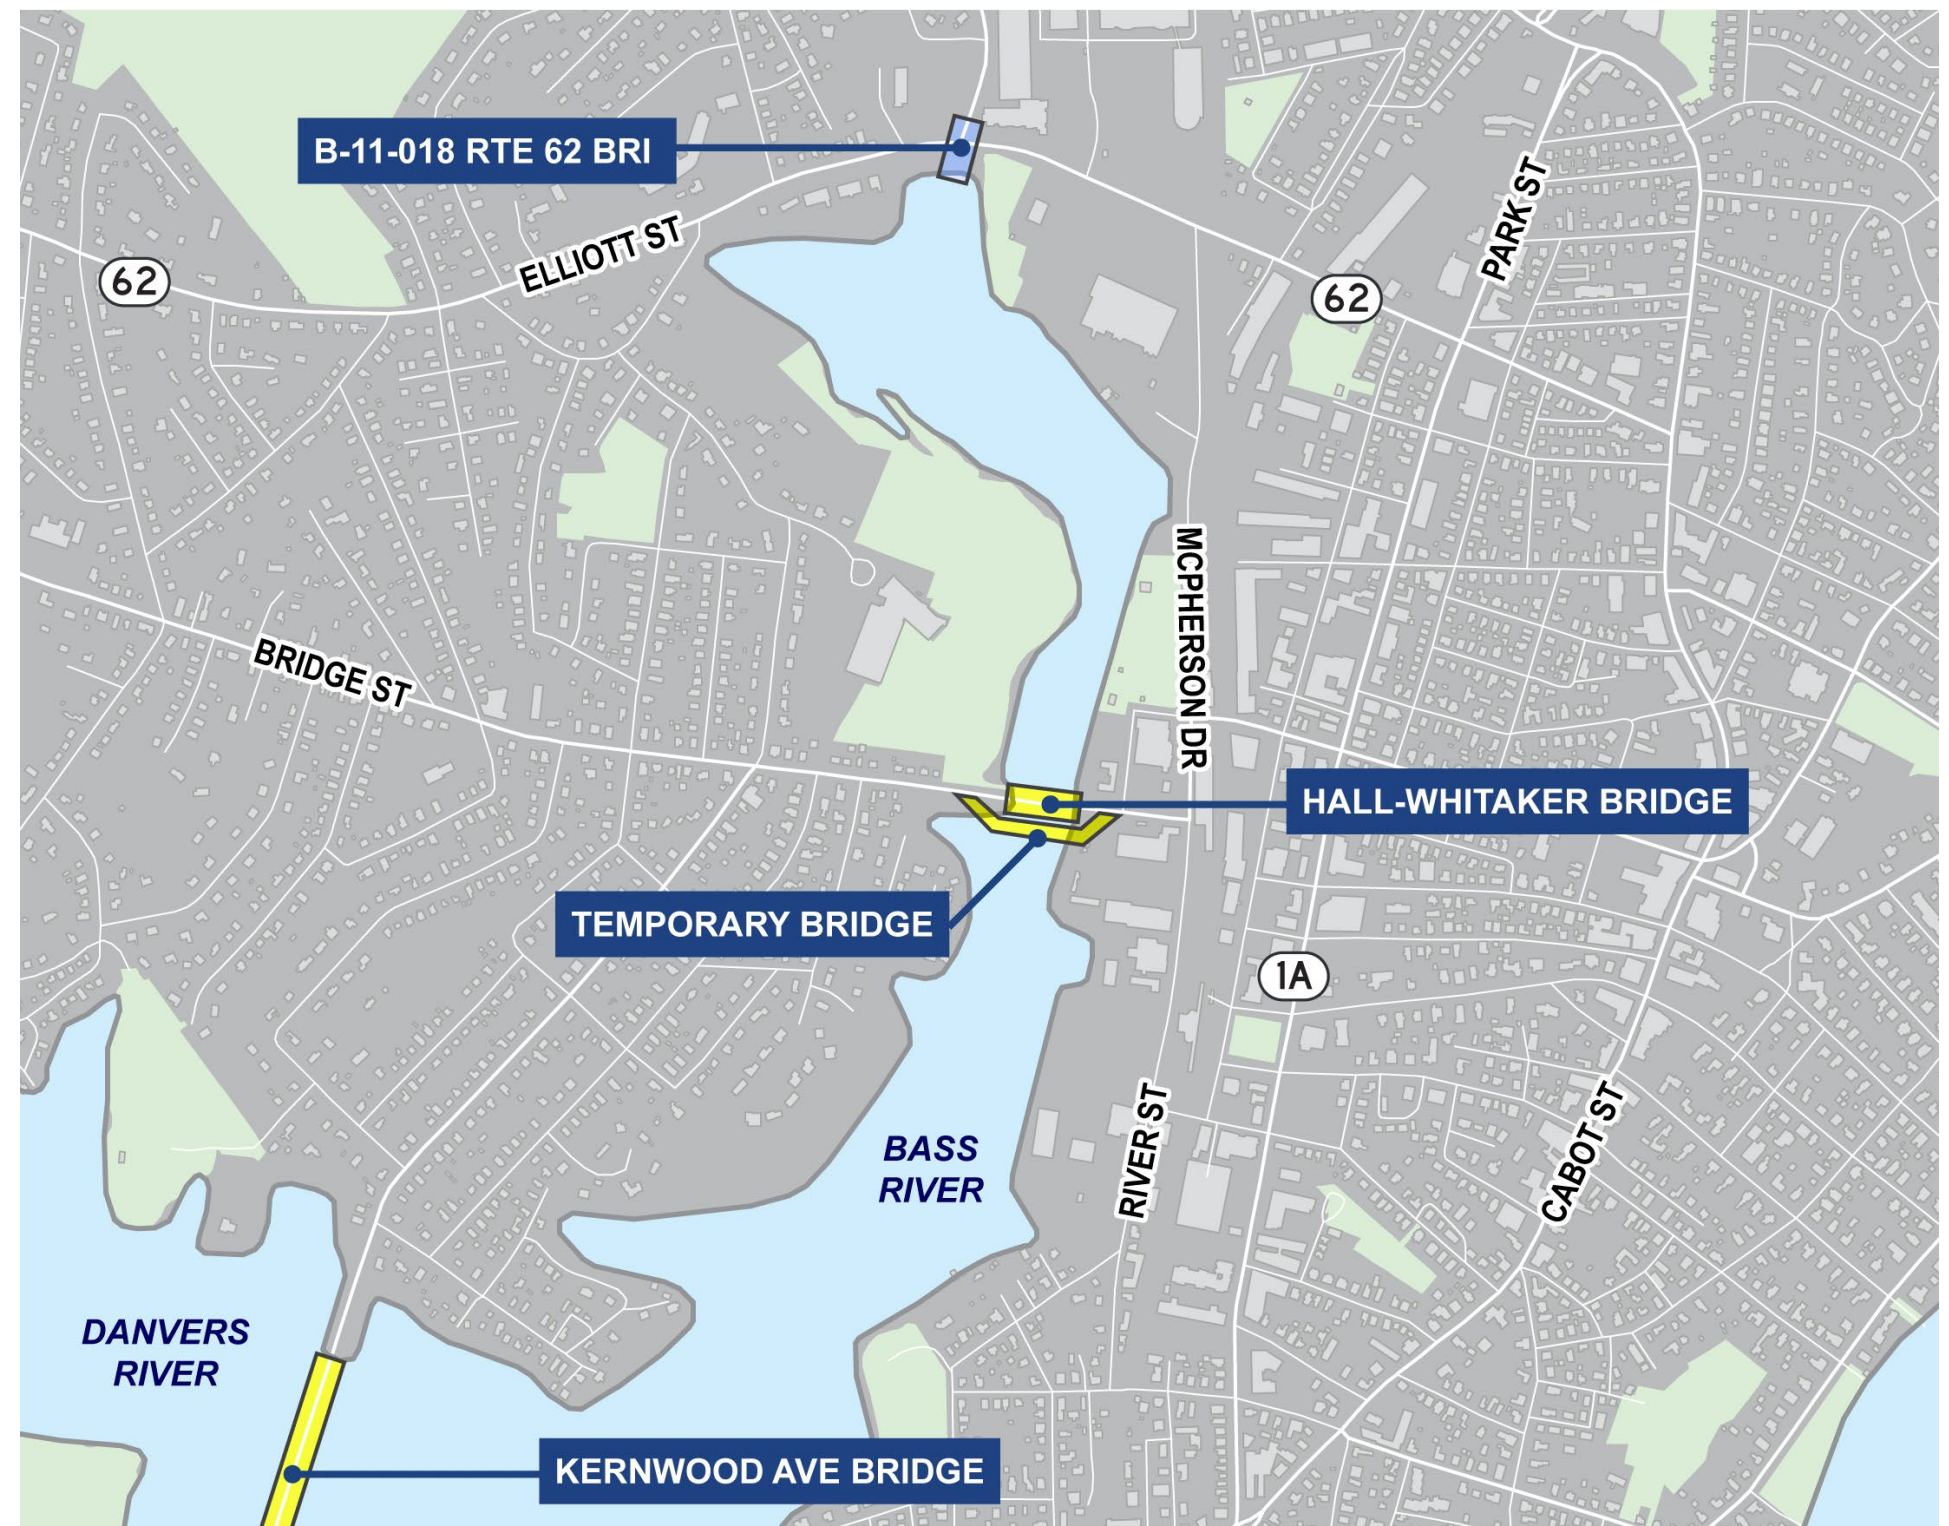 B-11-018 RTE 62 BRI
PARK ST
ELLIOTT ST
62
62
MCPHERSON DR
BRIDGE ST
HALL-WHITAKER BRIDGE
TEMPORARY BRIDGE
1A
BASS
RIVER
RIVER ST
CABOT ST
DANVERS
RIVER
KERNWOOD AVE BRIDGE